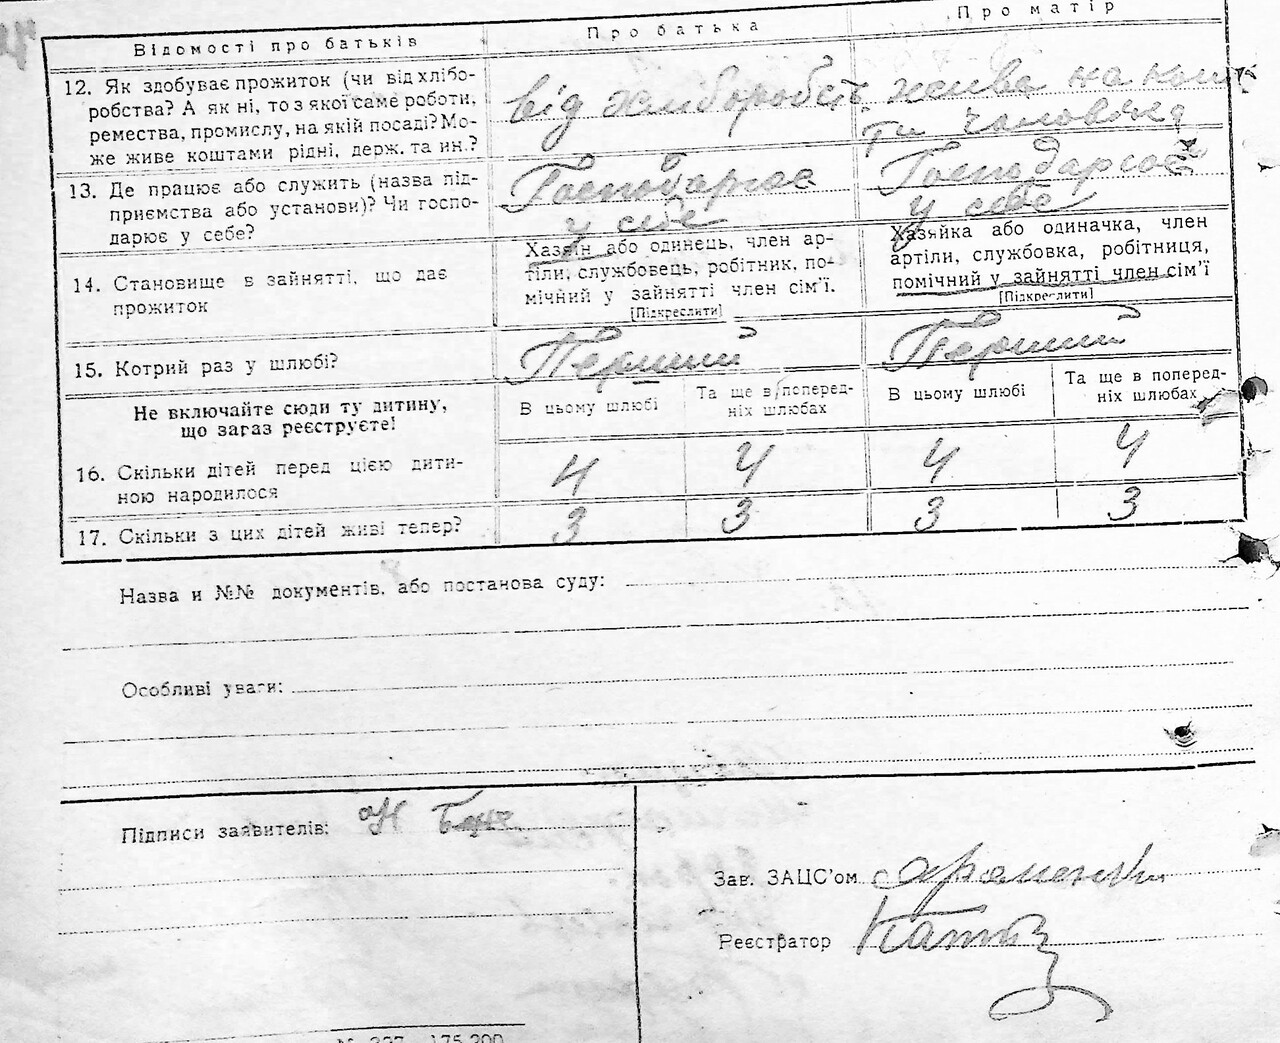 Відомості про батьків
Про батька
Про матір
12. Як здобуває прожиток (чи від хлібо-
робства? А як ні, то з якої саме роботи,
ремества, промислу, на якій посаді? Мо-
же живе коштами рідні, держ. та ин.?
від хліборобств
живе на кош
ти чоловіка
13. Де працює або служить (назва під-
приємства або установи)? Чи госпо-
дарює у себе?
Господарює
у себе
Господарює
у себе
14. Становище в зайнятті, що дає
прожиток
Хазяїн або одинець, член ар-
тіли, службовець, робітник, по-
мічний у зайнятті член сім'ї.
[Підкреслити]
Хазяйка або одиначка, член
артіли, службовка, робітниця,
помічний у зайнятті член сім'ї
[Підкреслити]
15. Котрий раз у шлюбі?
Перший
Перший
Не включайте сюди ту дитину,
що зараз реєструєте!
В цьому шлюбі
Та ще в поперед-
ніх шлюбах
В цьому шлюбі
Та ще в поперед-
ніх шлюбах
16. Скільки дітей перед цією дити-
ною народилося
4
4
4
4
17. Скільки з цих дітей живі тепер?
3
3
3
3
Назва и №№ документів, або постанова суду:
Особливі уваги:
Підписи заявителів:
Зав. ЗАЦС'ом
Реєстратор